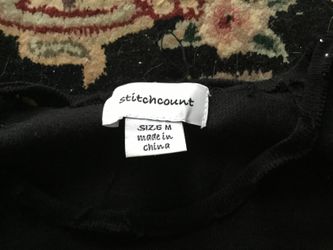 stitchcount
SIZE M
made in
china